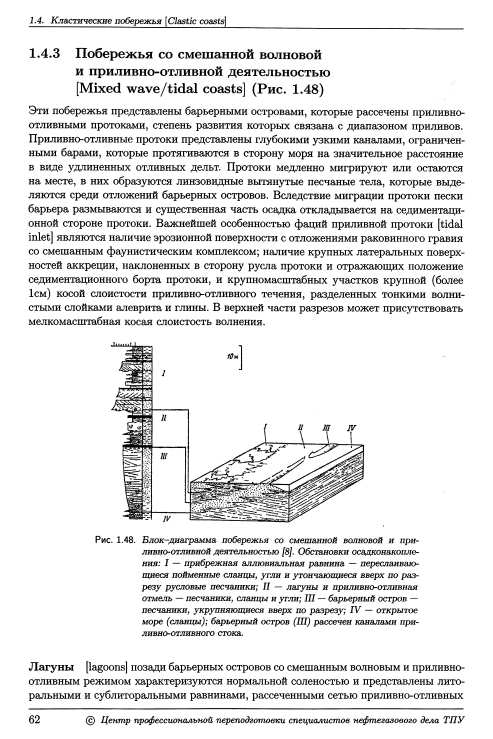 1.4. Кластические побережья [Clastic coasts]
1.4.3 Побережья со смешанной волновой
и приливно-отливной деятельностью
[Mixed wave/tidal coasts] (Рис. 1.48)
Эти побережья представлены барьерными островами, которые рассечены приливно-
отливными протоками, степень развития которых связана с диапазоном приливов.
Приливно-отливные протоки представлены глубокими узкими каналами, ограничен-
ными барами, которые протягиваются в сторону моря на значительное расстояние
в виде удлиненных отливных дельт. Протоки медленно мигрируют или остаются
на месте, в них образуются линзовидные вытянутые песчаные тела, которые выде-
ляются среди отложений барьерных островов. Вследствие миграции протоки пески
барьера размываются и существенная часть осадка откладывается на седиментаци-
онной стороне протоки. Важнейшей особенностью фаций приливной протоки [tidal
inlet] являются наличие эрозионной поверхности с отложениями раковинного гравия
со смешанным фаунистическим комплексом; наличие крупных латеральных поверх-
ностей аккреции, наклоненных в сторону русла протоки и отражающих положение
седиментационного борта протоки, и крупномасштабных участков крупной (более
1см) косой слоистости приливно-отливного течения, разделенных тонкими волни-
стыми слойками алеврита и глины. В верхней части разрезов может присутствовать
мелкомасштабная косая слоистость волнения.
10м
I
II
III
IV
I II III IV
Рис. 1.48. Блок-диаграмма побережья со смешанной волновой и при-
ливно-отливной деятельностью [8]. Обстановки осадконакопле-
ния: I — прибрежная аллювиальная равнина — переслаиваю-
щиеся пойменные сланцы, угли и утончающиеся вверх по раз-
резу русловые песчаники; II — лагуны и приливно-отливная
отмель — песчаники, сланцы и угли; III — барьерный остров —
песчаники, укрупняющиеся вверх по разрезу; IV — открытое
море (сланцы); барьерный остров (III) рассечен каналами при-
ливно-отливного стока.
Лагуны [lagoons] позади барьерных островов со смешанным волновым и приливно-
отливным режимом характеризуются нормальной соленостью и представлены лито-
ральными и сублиторальными равнинами, рассеченными сетью приливно-отливных
62 © Центр профессиональной переподготовки специалистов нефтегазового дела ТПУ